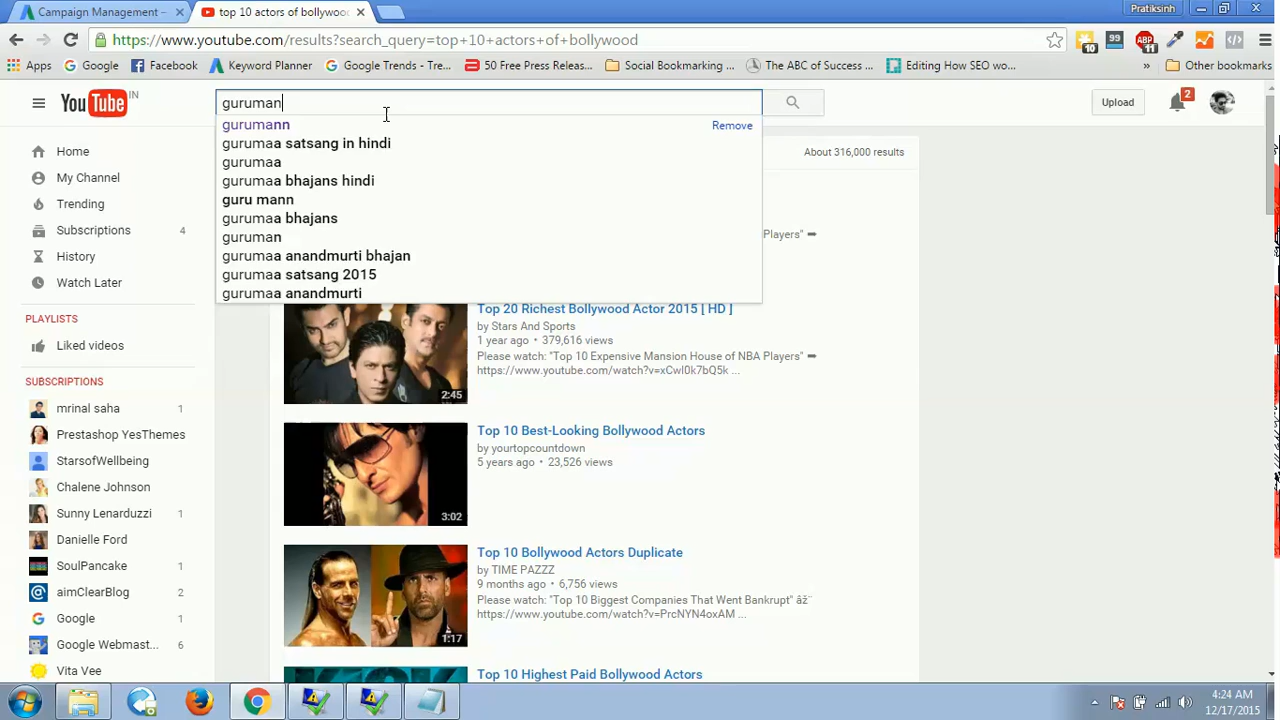 Campaign Management –
top 10 actors of bollywoo
Pratiksinh
https://www.youtube.com/results?search_query=top+10+actors+of+bollywood
10
99
ABP
11
Apps
Google
Facebook
Keyword Planner
Google Trends - Tre...
50 Free Press Relea...
Social Bookmarking ...
The ABC of Success ...
Editing How SEO wo...
Other bookmarks
YouTube IN
guruman
Upload
2
gurumann
Remove
gurumaa satsang in hindi
gurumaa
gurumaa bhajans hindi
guru mann
gurumaa bhajans
guruman
gurumaa anandmurti bhajan
gurumaa satsang 2015
gurumaa anandmurti
About 316,000 results
Players" ➡
Home
My Channel
Trending
Subscriptions 4
History
Watch Later
PLAYLISTS
Liked videos
SUBSCRIPTIONS
mrinal saha 1
Prestashop YesThemes
StarsofWellbeing
Chalene Johnson
Sunny Lenarduzzi 1
Danielle Ford
SoulPancake 1
aimClearBlog 2
Google 1
Google Webmast... 6
Vita Vee
Top 20 Richest Bollywood Actor 2015 [ HD ]
by Stars And Sports
1 year ago • 379,616 views
Please watch: "Top 10 Expensive Mansion House of NBA Players" ➡
https://www.youtube.com/watch?v=xCwl0k7bQ5k ...
2:45
Top 10 Best-Looking Bollywood Actors
by yourtopcountdown
5 years ago • 23,526 views
3:02
Top 10 Bollywood Actors Duplicate
by TIME PAZZZ
9 months ago • 6,756 views
Please watch: "Top 10 Biggest Companies That Went Bankrupt" âž¨
https://www.youtube.com/watch?v=PrcNYN4oxAM ...
1:17
Top 10 Highest Paid Bollywood Actors
4:24 AM
12/17/2015